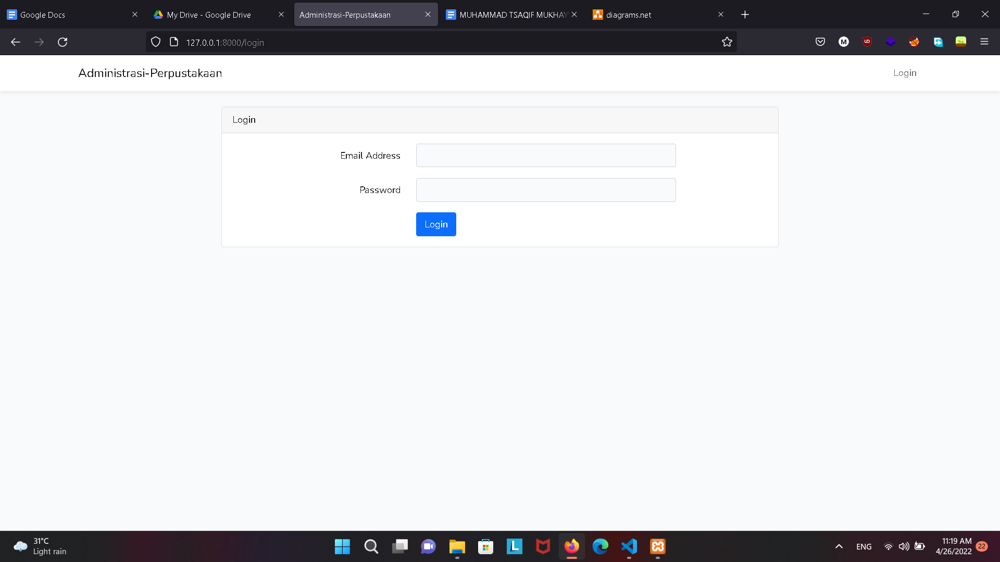 Google Docs
My Drive - Google Drive
Administrasi-Perpustakaan
MUHAMMAD TSAQIF MUKHAY
diagrams.net
127.0.0.1:8000/login
M
UD
Administrasi-Perpustakaan
Login
Login
Email Address
Password
Login
31°C
Light rain
L
ENG
11:19 AM
4/26/2022
22